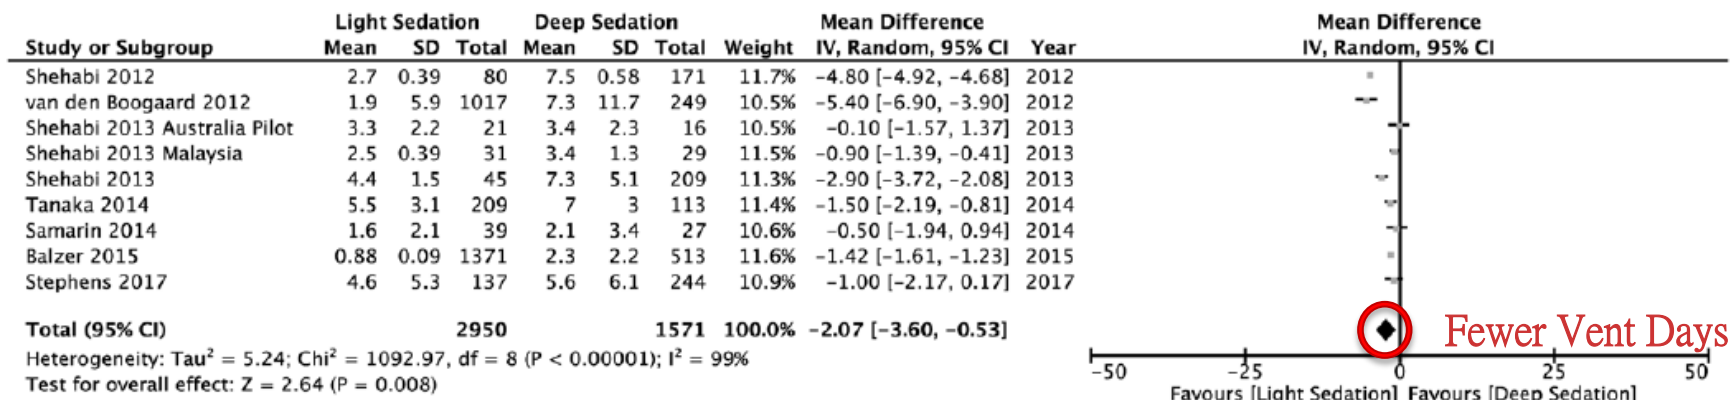 Light Sedation Deep Sedation Mean Difference Mean Difference
Study or Subgroup Mean SD Total Mean SD Total Weight IV, Random, 95% CI Year IV, Random, 95% CI
Shehabi 2012 2.7 0.39 80 7.5 0.58 171 11.7% −4.80 [−4.92, −4.68] 2012
van den Boogaard 2012 1.9 5.9 1017 7.3 11.7 249 10.5% −5.40 [−6.90, −3.90] 2012
Shehabi 2013 Australia Pilot 3.3 2.2 21 3.4 2.3 16 10.5% −0.10 [−1.57, 1.37] 2013
Shehabi 2013 Malaysia 2.5 0.39 31 3.4 1.3 29 11.5% −0.90 [−1.39, −0.41] 2013
Shehabi 2013 4.4 1.5 45 7.3 5.1 209 11.3% −2.90 [−3.72, −2.08] 2013
Tanaka 2014 5.5 3.1 209 7 3 113 11.4% −1.50 [−2.19, −0.81] 2014
Samarin 2014 1.6 2.1 39 2.1 3.4 27 10.6% −0.50 [−1.94, 0.94] 2014
Balzer 2015 0.88 0.09 1371 2.3 2.2 513 11.6% −1.42 [−1.61, −1.23] 2015
Stephens 2017 4.6 5.3 137 5.6 6.1 244 10.9% −1.00 [−2.17, 0.17] 2017
Total (95% CI) 2950 1571 100.0% −2.07 [−3.60, −0.53] Fewer Vent Days
Heterogeneity: Tau² = 5.24; Chi² = 1092.97, df = 8 (P < 0.00001); I² = 99%
Test for overall effect: Z = 2.64 (P = 0.008)
−50 −25 0 25 50
Favours [Light Sedation] Favours [Deep Sedation]